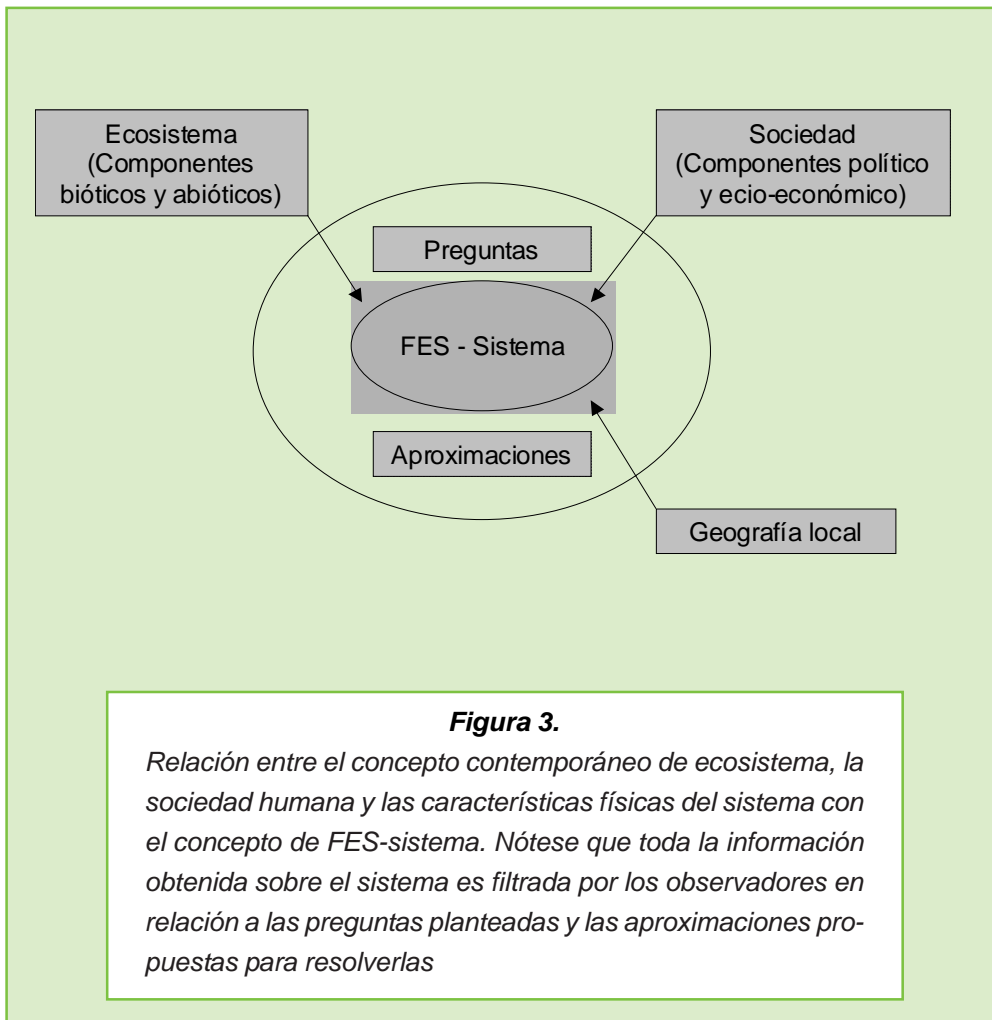 Ecosistema
(Componentes
bióticos y abióticos)
Sociedad
(Componentes político
y ecio-económico)
Preguntas
FES - Sistema
Aproximaciones
Geografía local
Figura 3.
Relación entre el concepto contemporáneo de ecosistema, la
sociedad humana y las características físicas del sistema con
el concepto de FES-sistema. Nótese que toda la información
obtenida sobre el sistema es filtrada por los observadores en
relación a las preguntas planteadas y las aproximaciones pro-
puestas para resolverlas